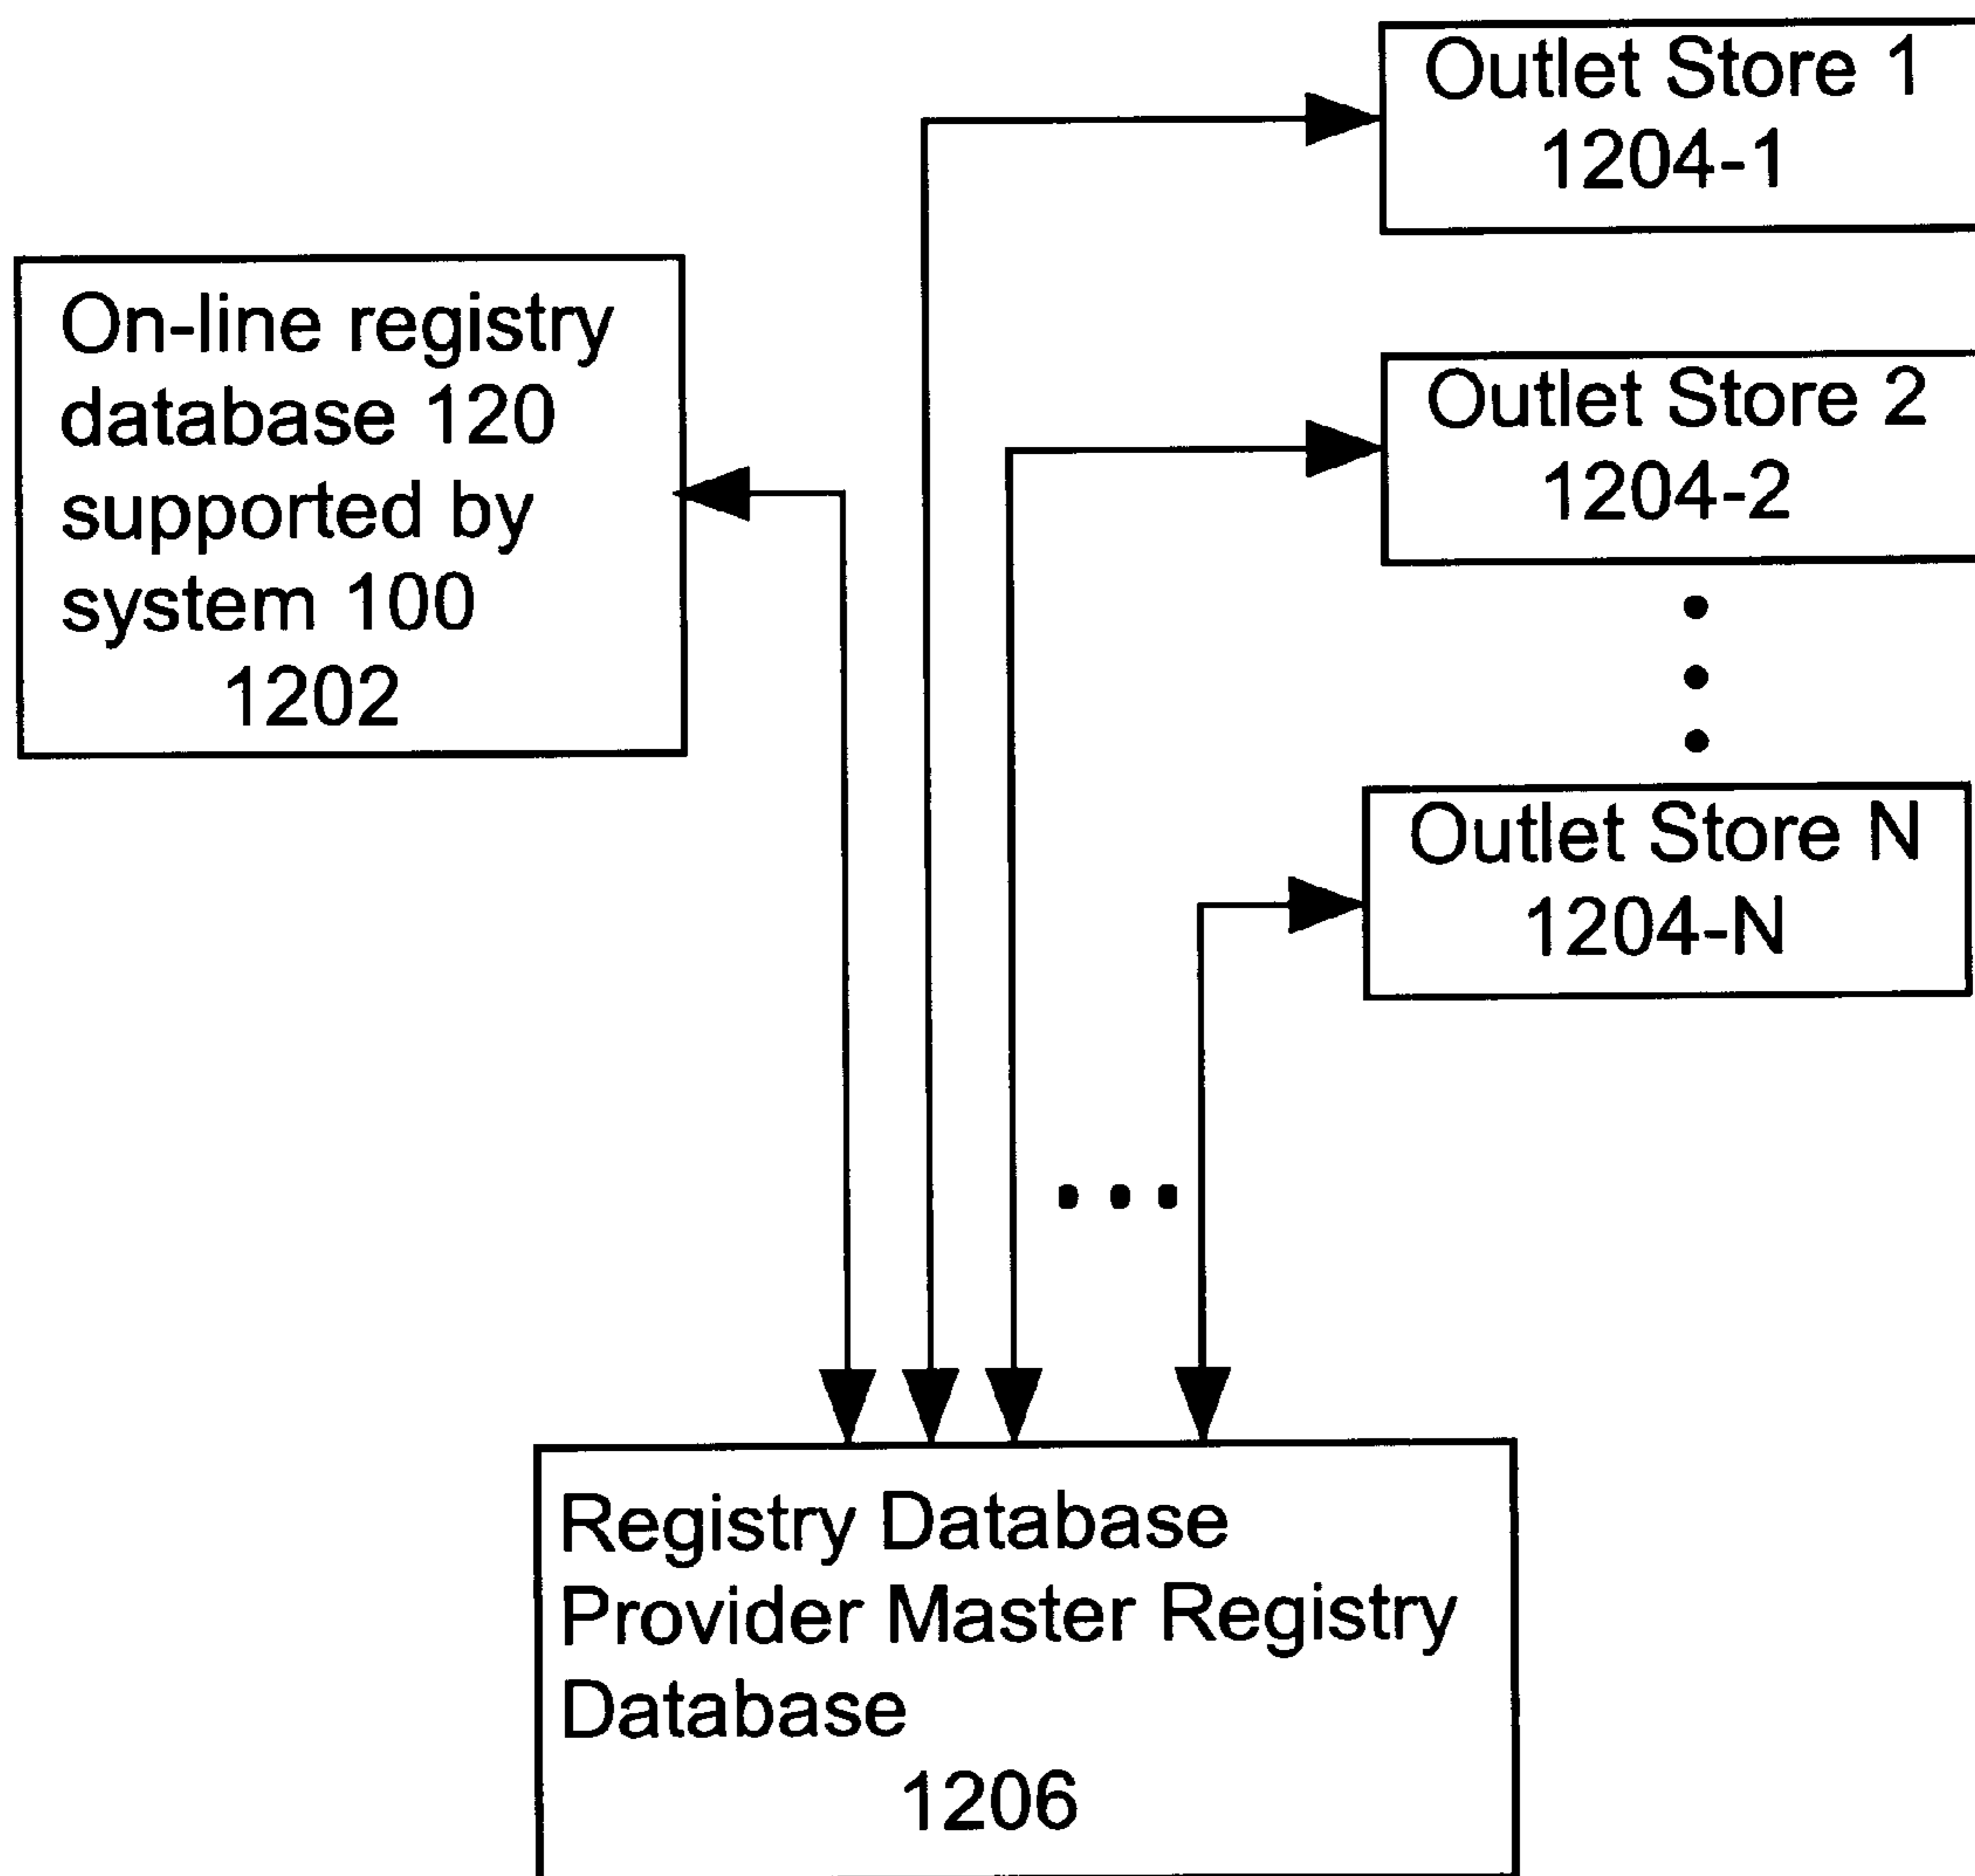 Outlet Store 1
1204-1
On-line registry
database 120
supported by
system 100
1202
Outlet Store 2
1204-2
Outlet Store N
1204-N
Registry Database
Provider Master Registry
Database
1206